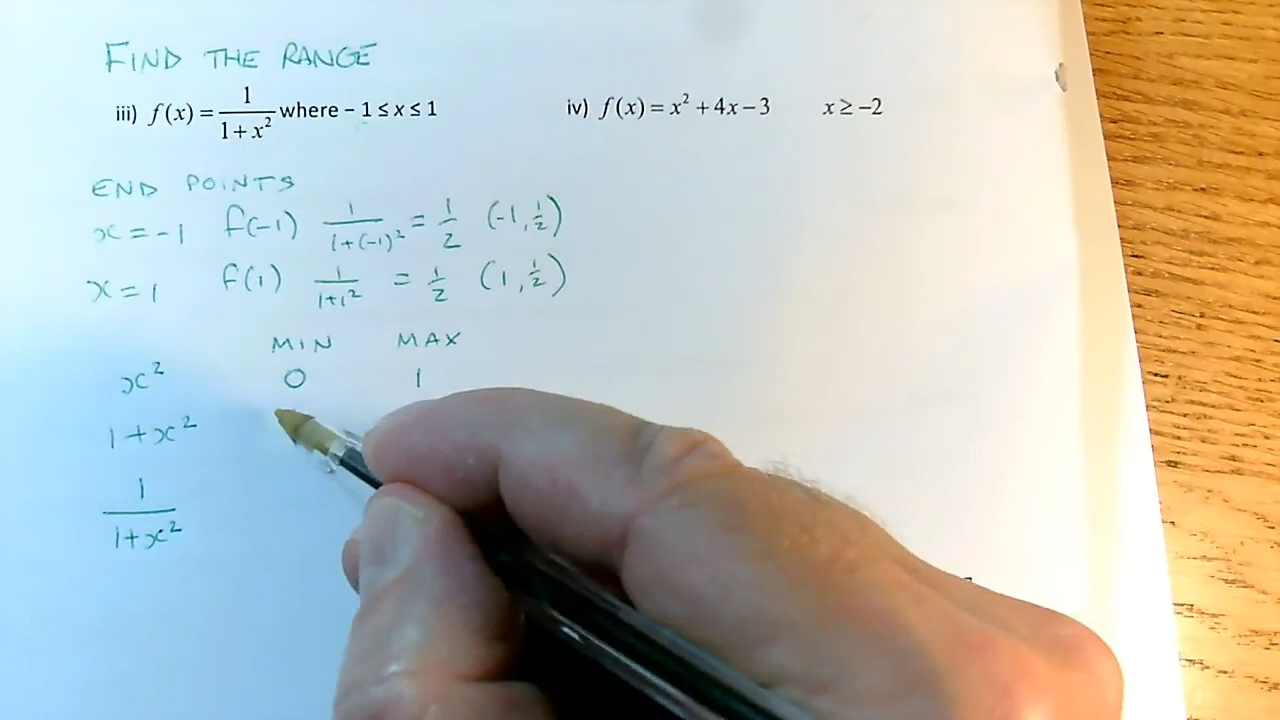 FIND THE RANGE
iii) f(x) = 1/(1+x²) where −1 ≤ x ≤ 1
iv) f(x) = x² + 4x − 3 x ≥ −2
END POINTS
x = −1 f(−1) 1/(1+(−1)²) = 1/2 (−1, 1/2)
x = 1 f(1) 1/(1+1²) = 1/2 (1, 1/2)
MIN MAX
x² 0 1
1+x²
1/(1+x²)